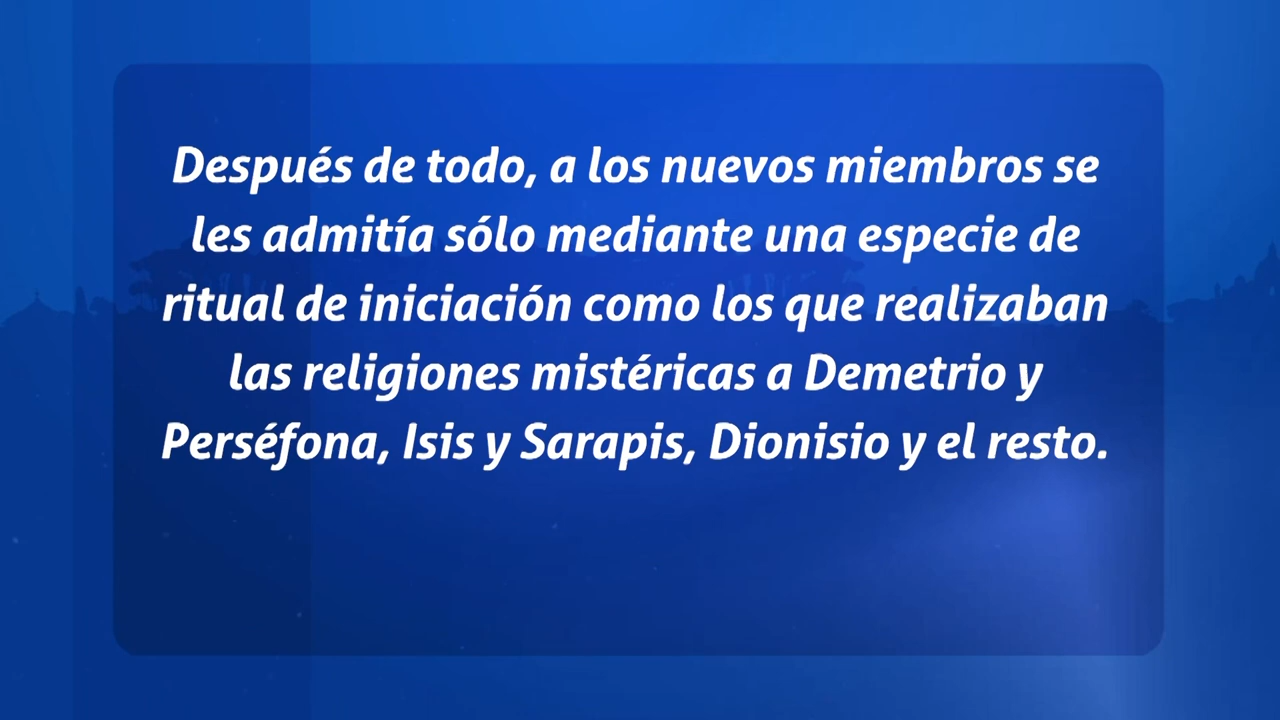 Después de todo, a los nuevos miembros se
les admitía sólo mediante una especie de
ritual de iniciación como los que realizaban
las religiones mistéricas a Demetrio y
Perséfona, Isis y Sarapis, Dionisio y el resto.